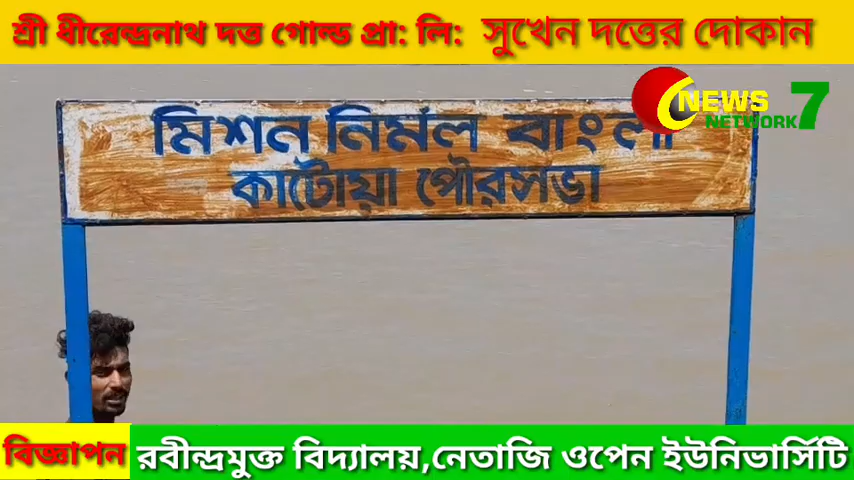 শ্রী ধীরেন্দ্রনাথ দত্ত গোল্ড প্রা: লি: সুখেন দত্তের দোকান
NEWS 7
NETWORK
মিশন নির্মল বাংলা
কাটোয়া পৌরসভা
বিজ্ঞাপন রবীন্দ্রমুক্ত বিদ্যালয়,নেতাজি ওপেন ইউনিভার্সিটি